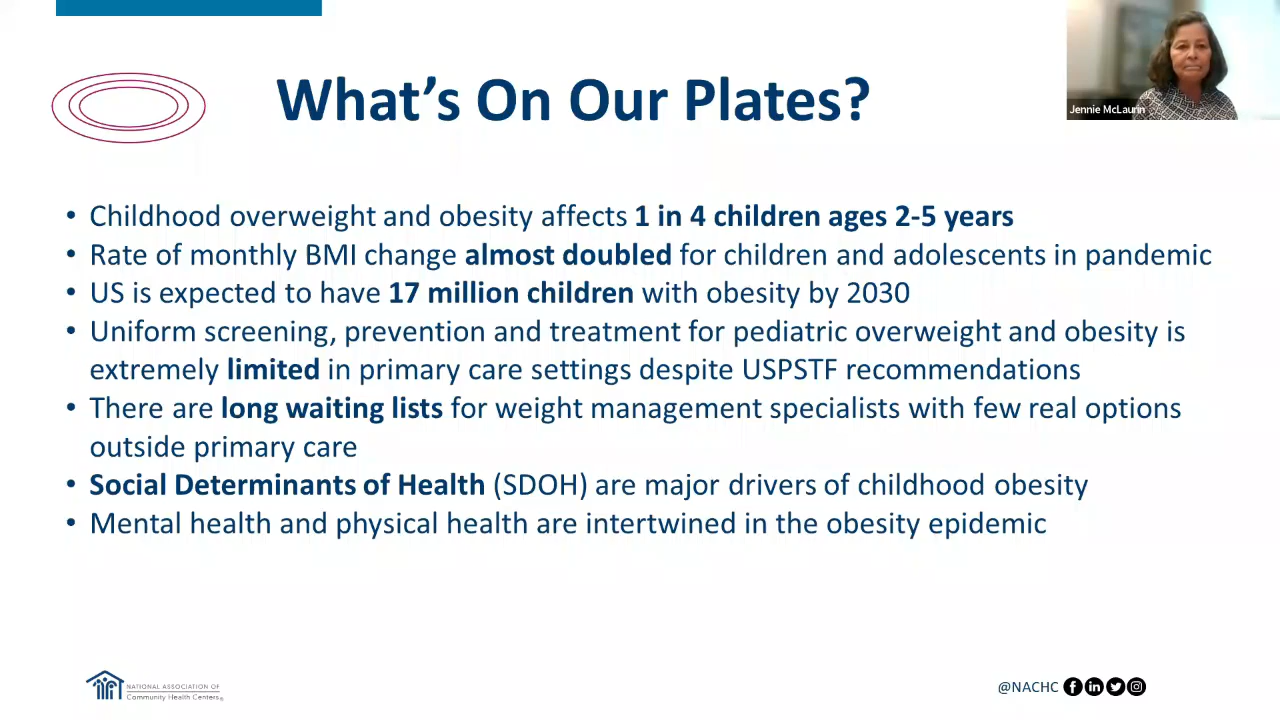 What's On Our Plates?
Jennie McLaurin
• Childhood overweight and obesity affects 1 in 4 children ages 2-5 years
• Rate of monthly BMI change almost doubled for children and adolescents in pandemic
• US is expected to have 17 million children with obesity by 2030
• Uniform screening, prevention and treatment for pediatric overweight and obesity is
extremely limited in primary care settings despite USPSTF recommendations
• There are long waiting lists for weight management specialists with few real options
outside primary care
• Social Determinants of Health (SDOH) are major drivers of childhood obesity
• Mental health and physical health are intertwined in the obesity epidemic
NATIONAL ASSOCIATION OF
Community Health Centers®
@NACHC